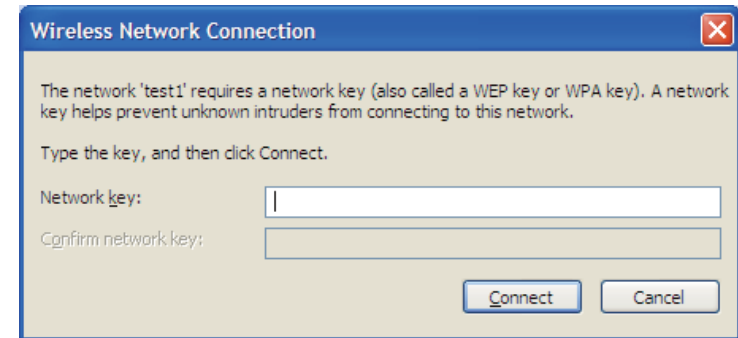 Wireless Network Connection
The network 'test1' requires a network key (also called a WEP key or WPA key). A network
key helps prevent unknown intruders from connecting to this network.
Type the key, and then click Connect.
Network key:
Confirm network key:
Connect Cancel